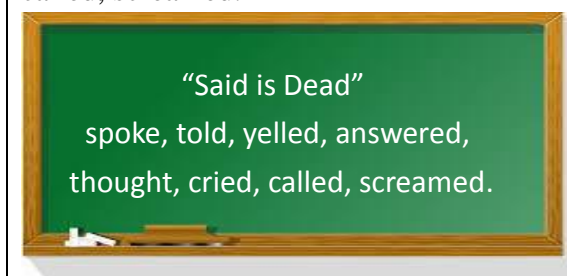 “Said is Dead”
spoke, told, yelled, answered,
thought, cried, called, screamed.